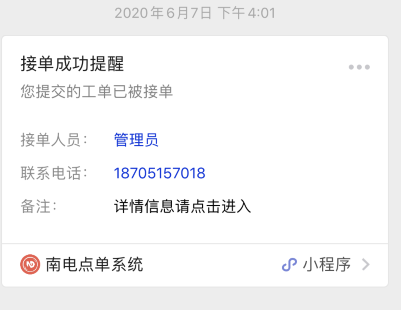 2020年6月7日 下午4:01
接单成功提醒
您提交的工单已被接单
接单人员： 管理员
联系电话： 18705157018
备注： 详情信息请点击进入
南电点单系统 小程序